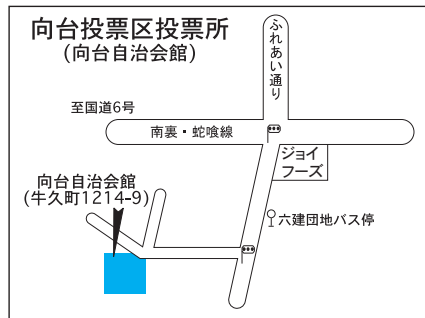 向台投票区投票所
(向台自治会館)
ふれあい通り
至国道6号
南裏・蛇喰線
ジョイ
フーズ
向台自治会館
(牛久町1214-9)
六建団地バス停